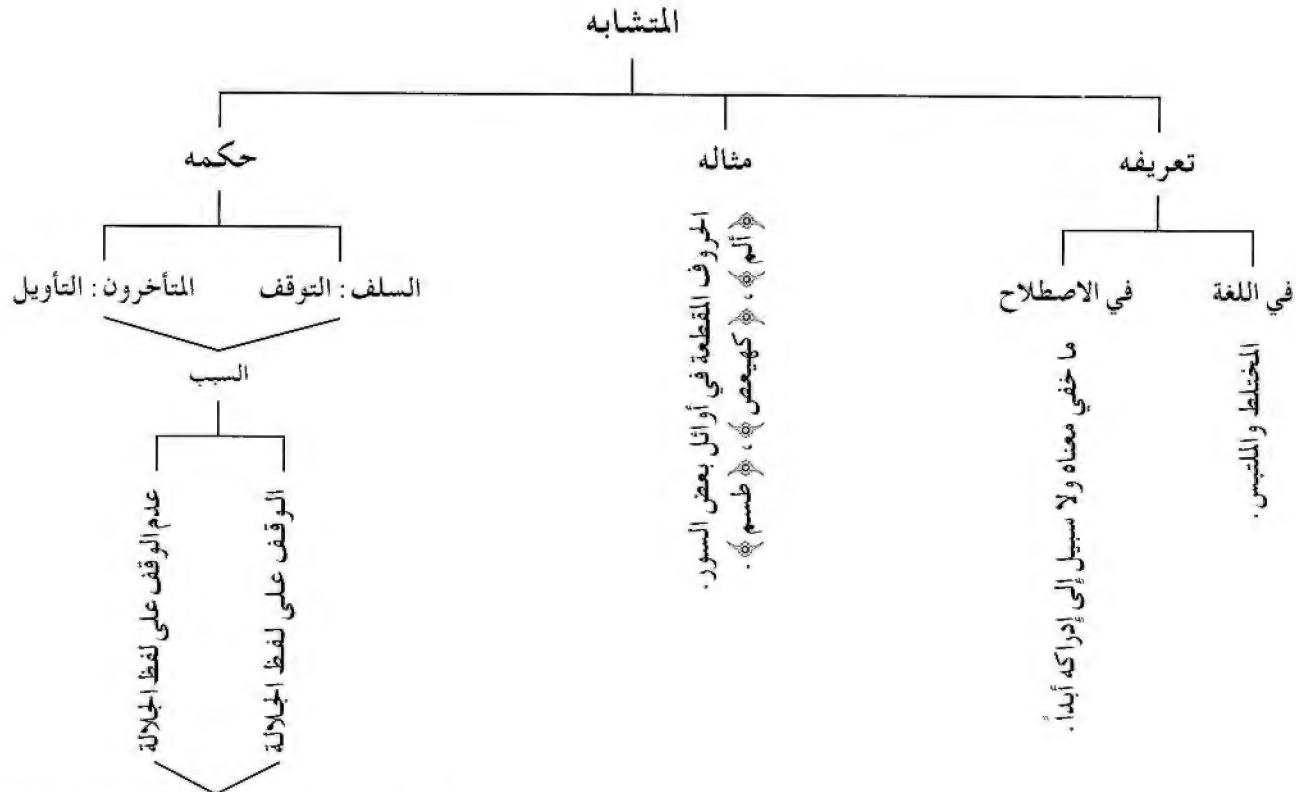 المتشابه
تعريفه
في اللغة
المختلط والملتبس.
في الاصطلاح
ما خفي معناه ولا سبيل إلى إدراكه أبداً.
مثاله
الحروف المقطعة في أوائل بعض السور.
﴿ألم﴾، ﴿كهيعص﴾، ﴿طسم﴾.
حكمه
السلف: التوقف
المتأخرون: التأويل
السبب
الوقف على لفظ الجلالة
عدم الوقف على لفظ الجلالة